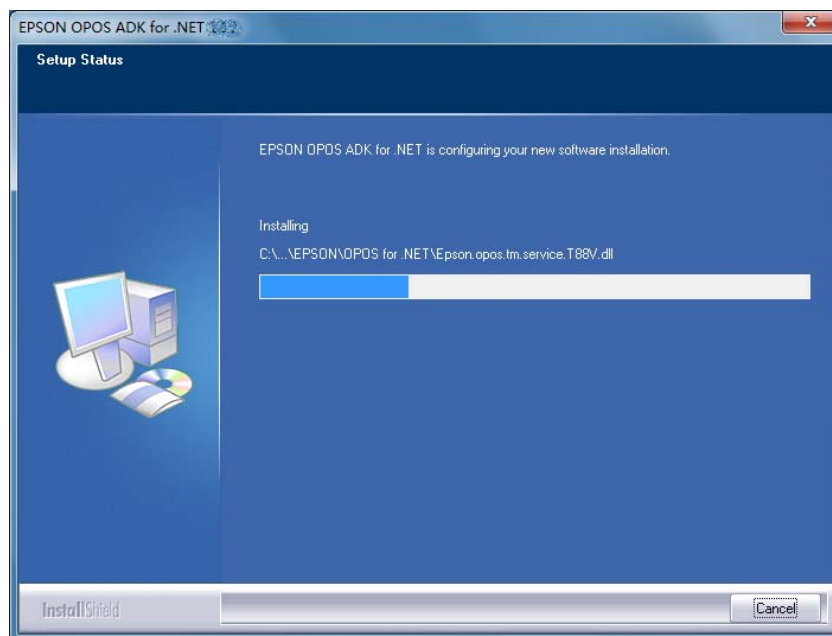 EPSON OPOS ADK for .NET
Setup Status
EPSON OPOS ADK for .NET is configuring your new software installation.
Installing
C:\...\EPSON\OPOS for .NET\Epson.opos.tm.service.T88V.dll
InstallShield
Cancel